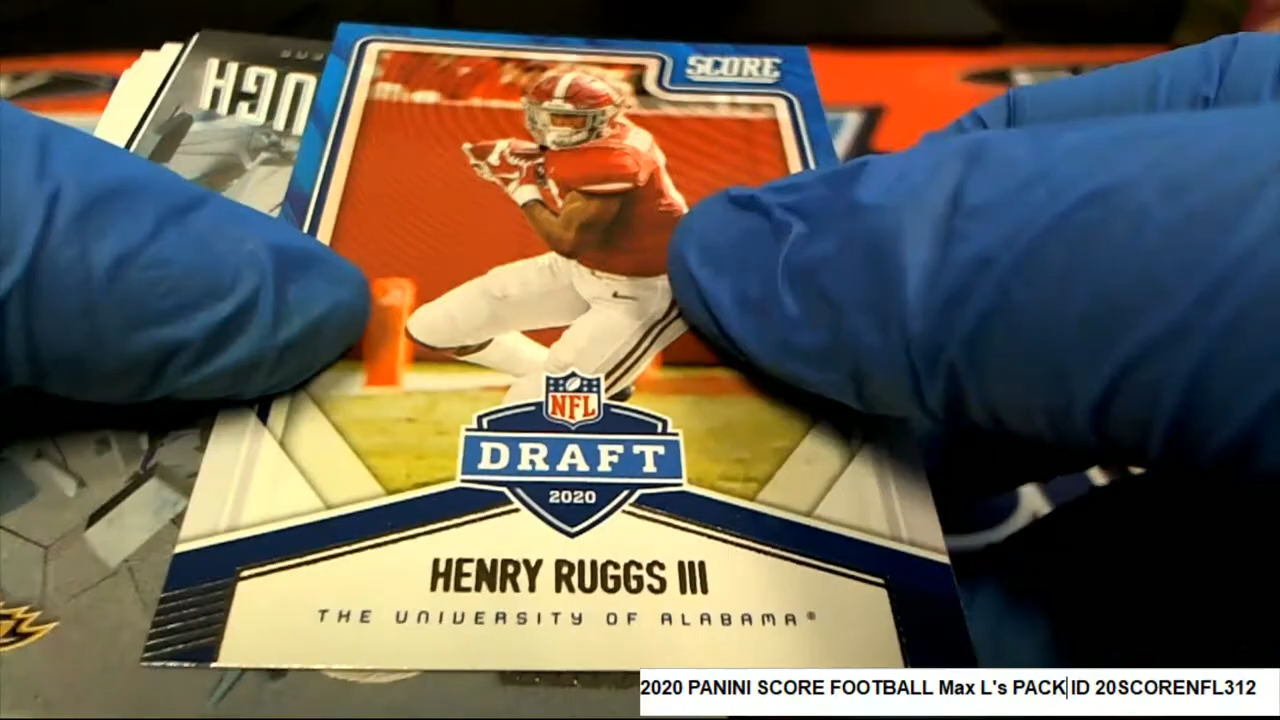 SCORE
NFL
DRAFT
2020
HENRY RUGGS III
THE UNIVERSITY OF ALABAMA®
2020 PANINI SCORE FOOTBALL Max L's PACK ID 20SCORENFL312